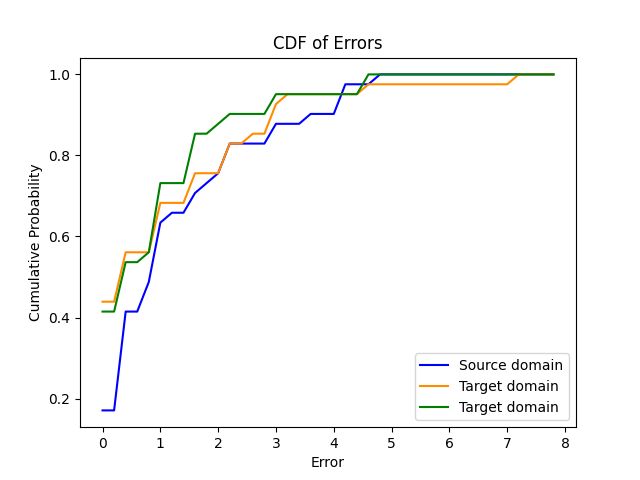 CDF of Errors
Cumulative Probability
1.0
0.8
0.6
0.4
0.2
0 1 2 3 4 5 6 7 8
Error
Source domain
Target domain
Target domain